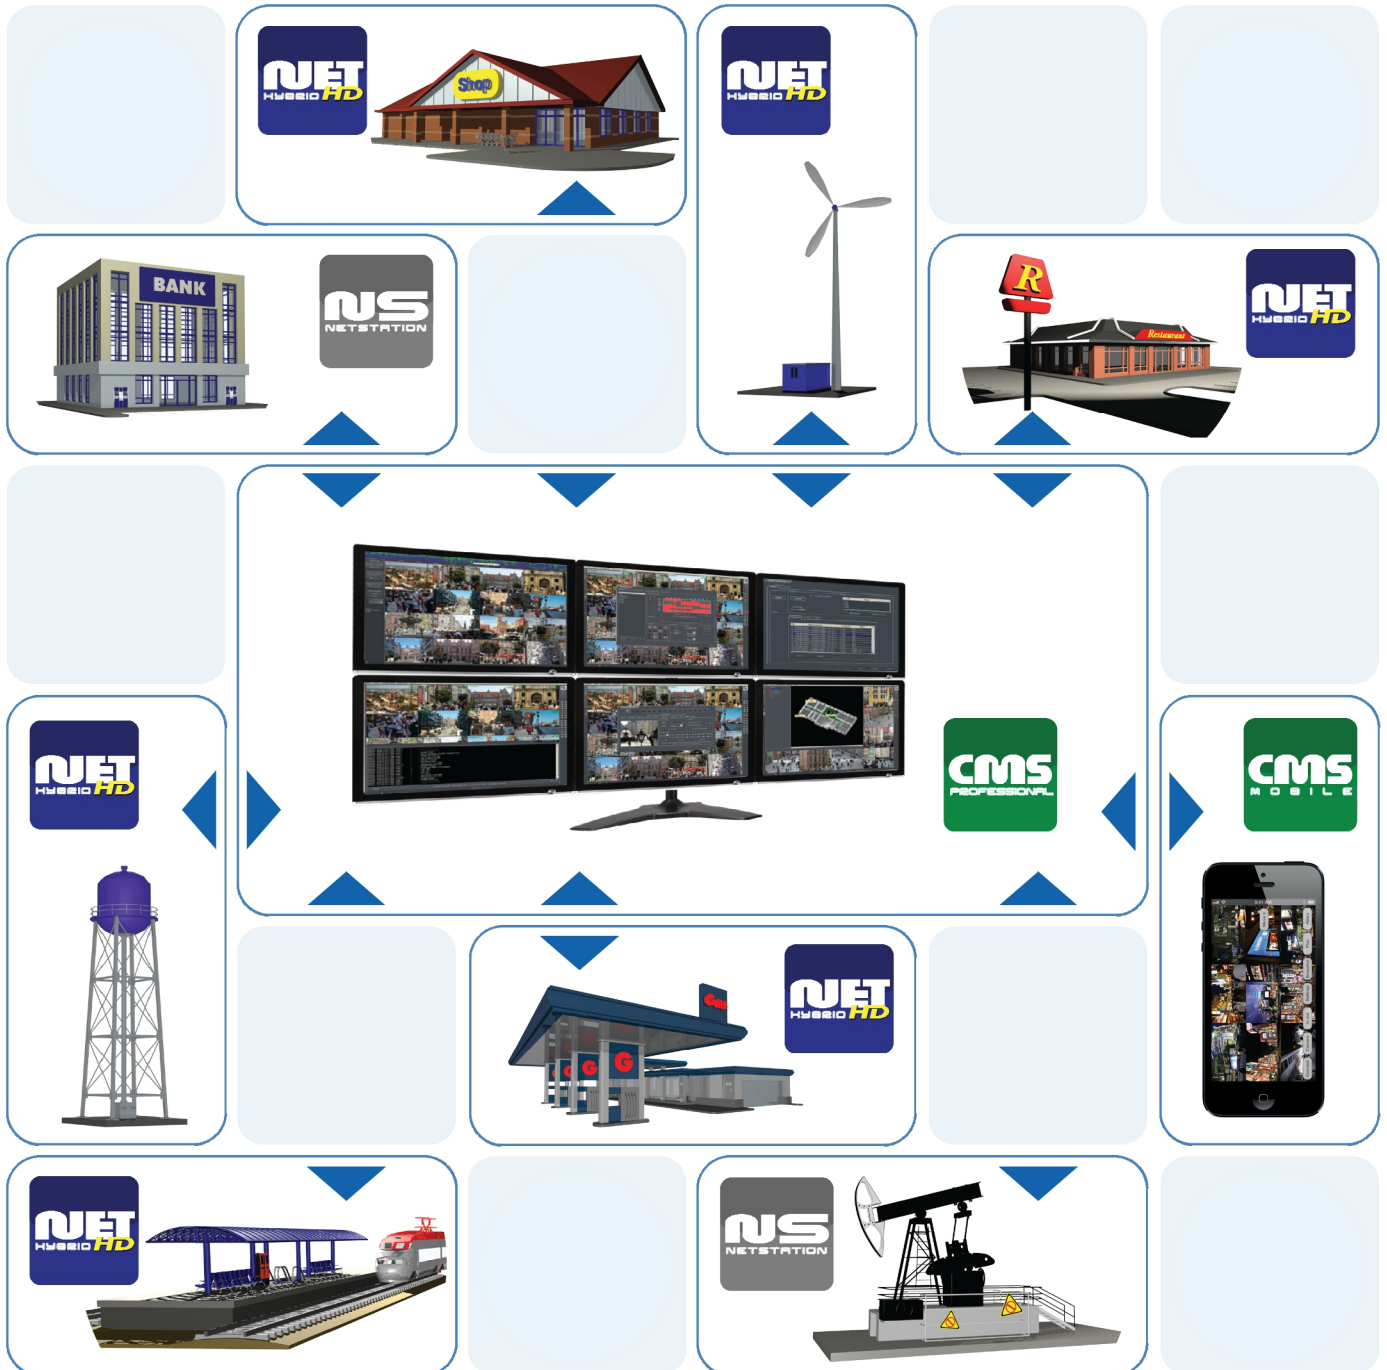 NET
HYBRID HD
Shop
NET
HYBRID HD
BANK
NS
NETSTATION
R
Restaurant
NET
HYBRID HD
NET
HYBRID HD
CMS
PROFESSIONAL
CMS
MOBILE
G
G
G
NET
HYBRID HD
NET
HYBRID HD
NS
NETSTATION